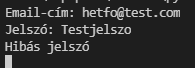 Email-cím: hetfo@test.com
Jelszó: Testjelszo
Hibás jelszó